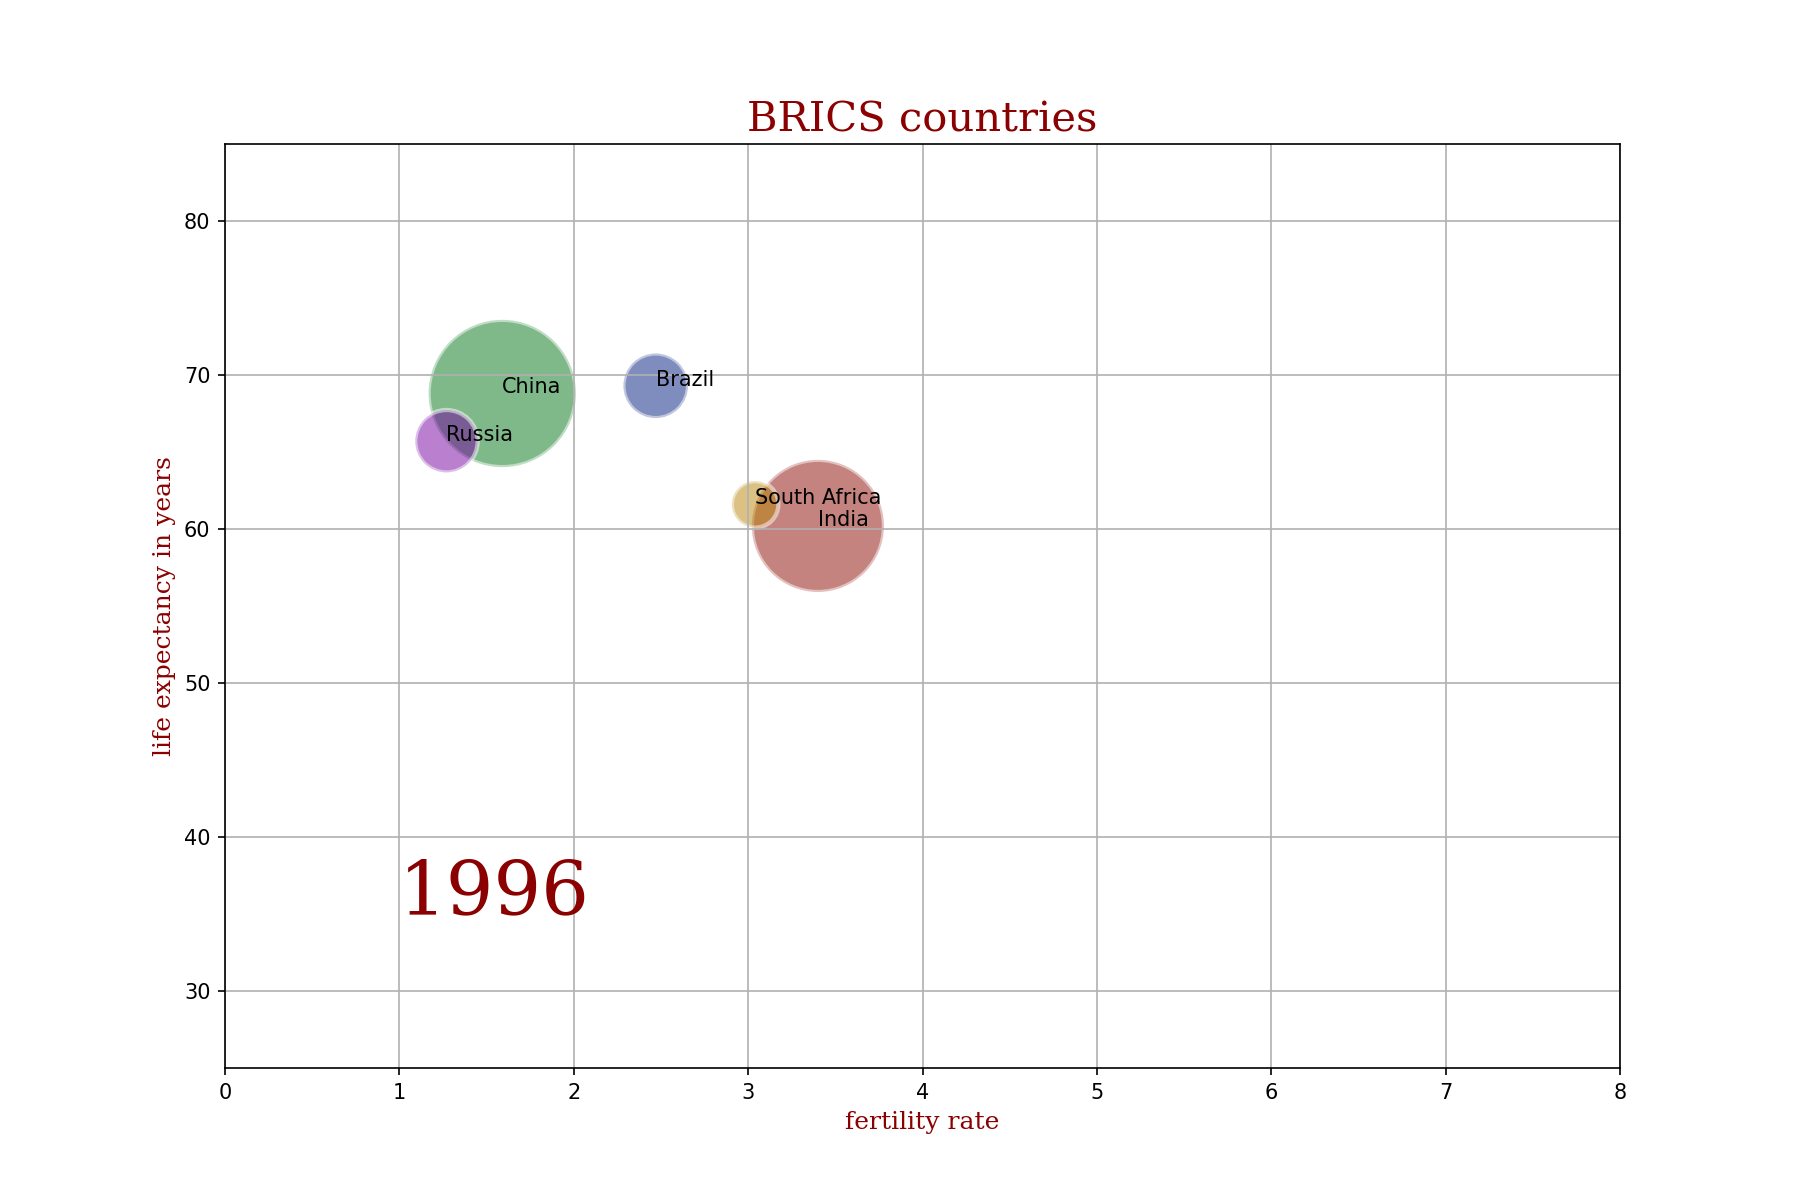 BRICS countries
80
70
60
50
40
30
life expectancy in years
China
Brazil
Russia
South Africa
India
1996
0 1 2 3 4 5 6 7 8
fertility rate